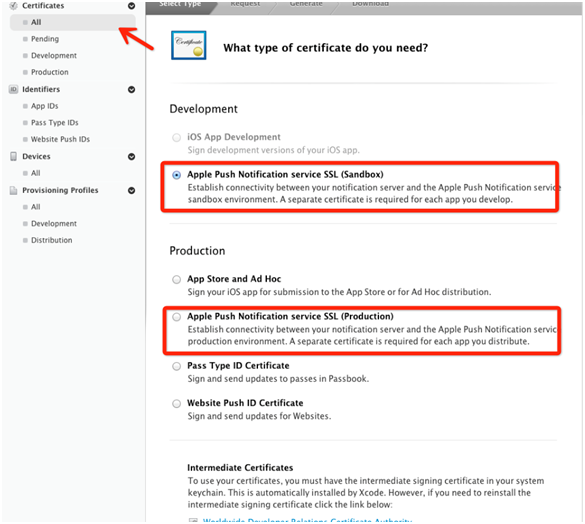 Select Type
Request
Generate
Download
Certificates
All
Pending
Development
Production
Identifiers
App IDs
Pass Type IDs
Website Push IDs
Devices
All
Provisioning Profiles
All
Development
Distribution
Certificate
What type of certificate do you need?
Development
iOS App Development
Sign development versions of your iOS app.
Apple Push Notification service SSL (Sandbox)
Establish connectivity between your notification server and the Apple Push Notification service
sandbox environment. A separate certificate is required for each app you develop.
Production
App Store and Ad Hoc
Sign your iOS app for submission to the App Store or for Ad Hoc distribution.
Apple Push Notification service SSL (Production)
Establish connectivity between your notification server and the Apple Push Notification servic
production environment. A separate certificate is required for each app you distribute.
Pass Type ID Certificate
Sign and send updates to passes in Passbook.
Website Push ID Certificate
Sign and send updates for Websites.
Intermediate Certificates
To use your certificates, you must have the intermediate signing certificate in your system
keychain. This is automatically installed by Xcode. However, if you need to reinstall the
intermediate signing certificate click the link below:
Worldwide Developer Relations Certificate Authority